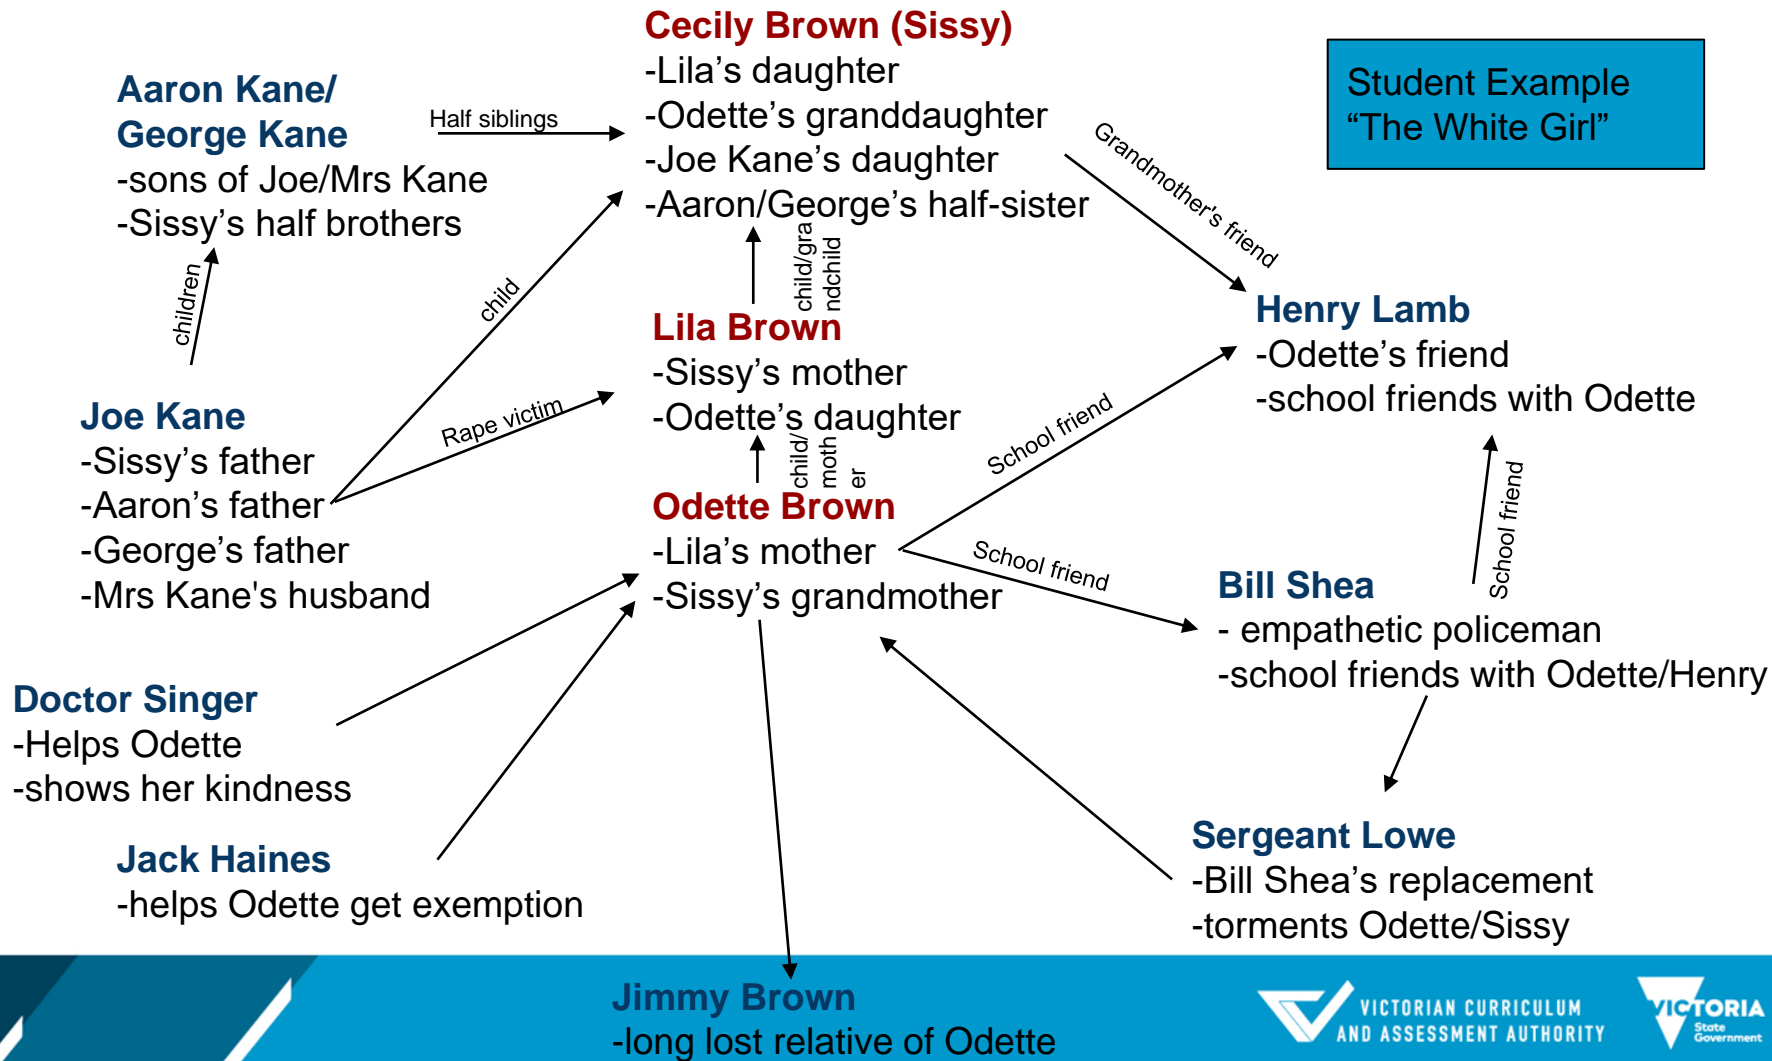 Cecily Brown (Sissy)
-Lila’s daughter
-Odette’s granddaughter
-Joe Kane’s daughter
-Aaron/George’s half-sister
Student Example
“The White Girl”
Aaron Kane/
George Kane
-sons of Joe/Mrs Kane
-Sissy’s half brothers
Half siblings
Grandmother's friend
children
child
child/gra
ndchild
Lila Brown
-Sissy’s mother
-Odette’s daughter
Henry Lamb
-Odette’s friend
-school friends with Odette
Joe Kane
-Sissy’s father
-Aaron’s father
-George’s father
-Mrs Kane's husband
Rape victim
child/
moth
er
School friend
Odette Brown
-Lila’s mother
-Sissy’s grandmother
School friend
School friend
Bill Shea
- empathetic policeman
-school friends with Odette/Henry
Doctor Singer
-Helps Odette
-shows her kindness
Jack Haines
-helps Odette get exemption
Sergeant Lowe
-Bill Shea’s replacement
-torments Odette/Sissy
Jimmy Brown
-long lost relative of Odette
VICTORIAN CURRICULUM
AND ASSESSMENT AUTHORITY
VICTORIA
State
Government